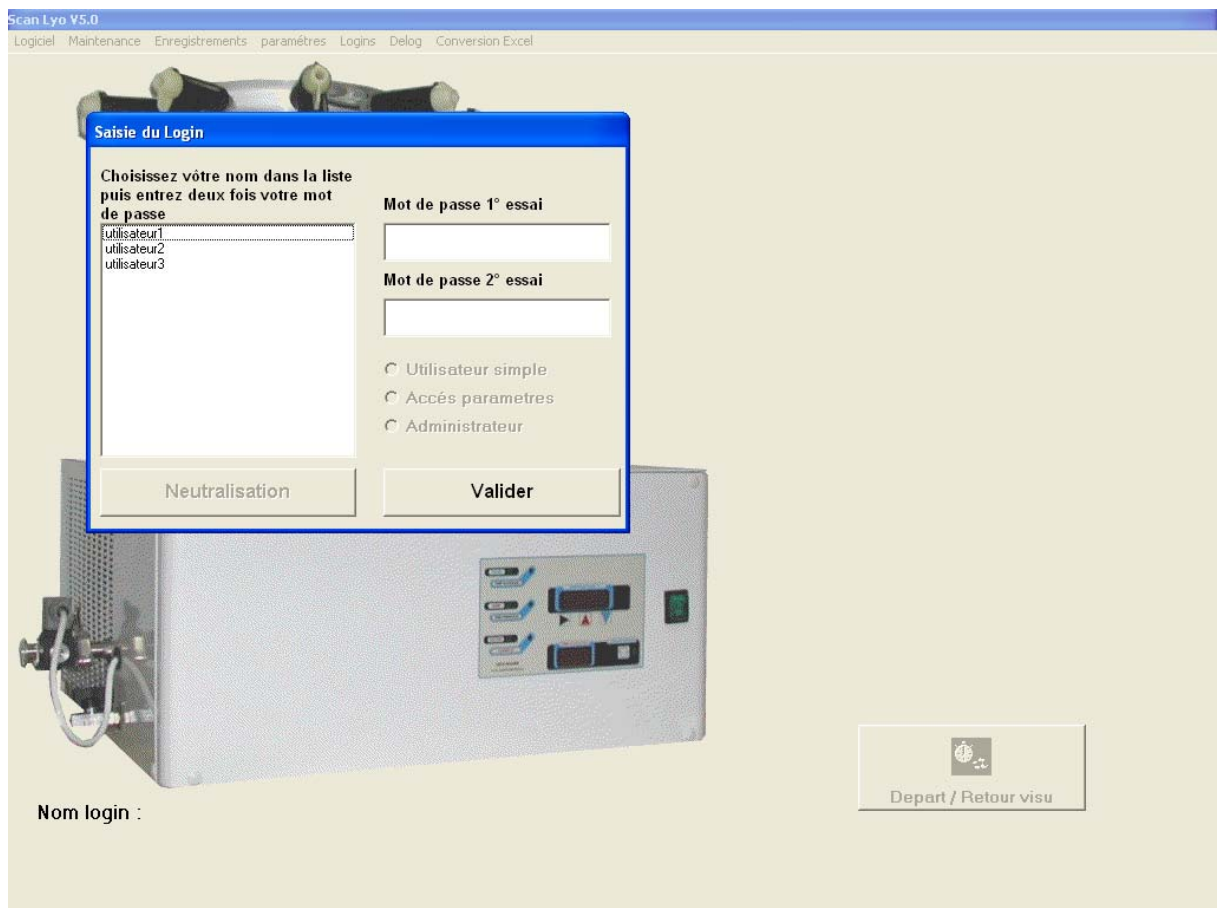 Scan Lyo V5.0
Logiciel Maintenance Enregistrements paramétres Logins Delog Conversion Excel
Saisie du Login
Choisissez vôtre nom dans la liste
puis entrez deux fois votre mot
de passe
utilisateur1
utilisateur2
utilisateur3
Mot de passe 1° essai
Mot de passe 2° essai
Utilisateur simple
Accés parametres
Administrateur
Neutralisation
Valider
Depart / Retour visu
Nom login :